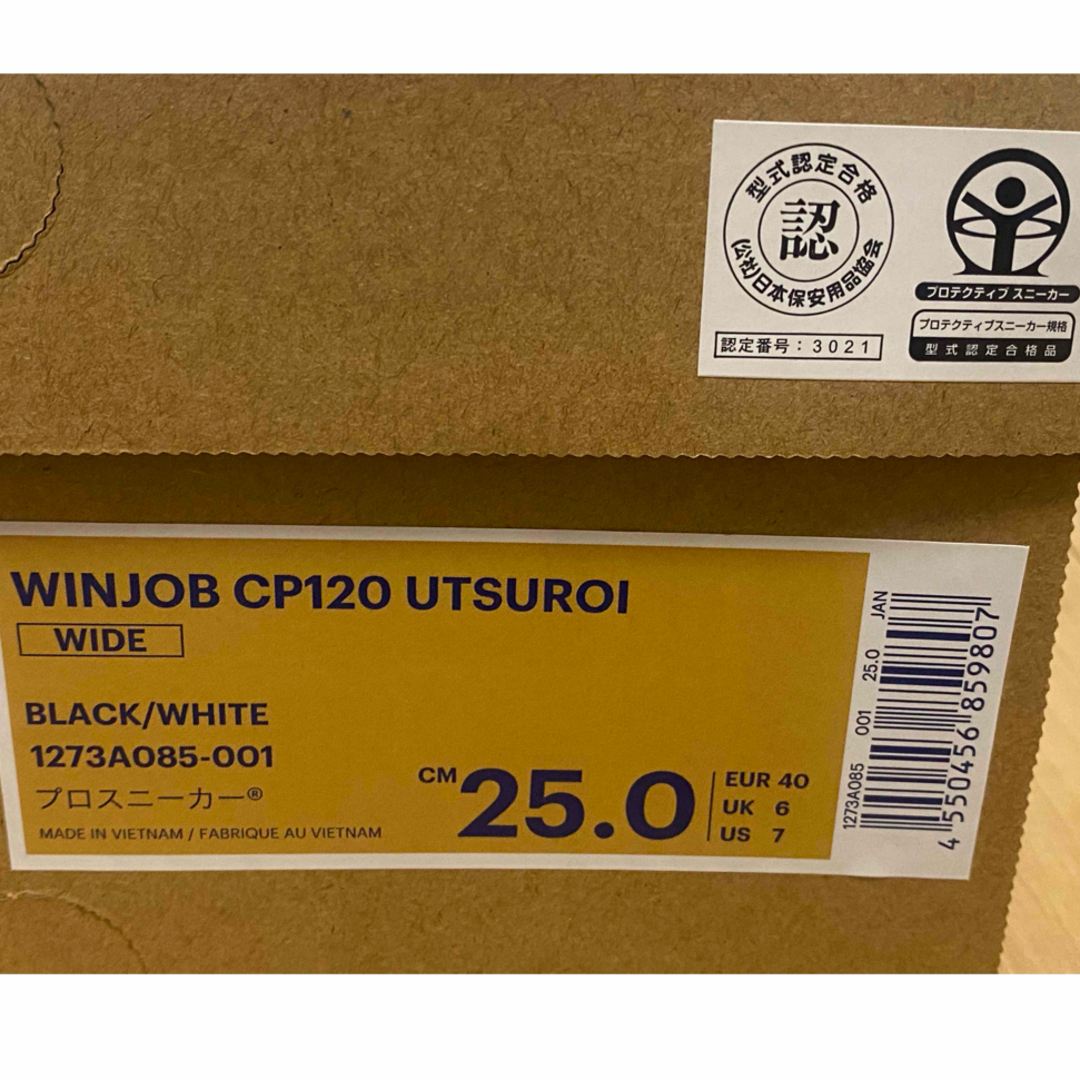 型式認定合格
認
(公社)日本保安用品協会
認定番号：3021
プロテクティブ スニーカー
プロテクティブスニーカー規格
型式認定合格品
WINJOB CP120 UTSUROI
WIDE
BLACK/WHITE
1273A085-001
プロスニーカー®
MADE IN VIETNAM / FABRIQUE AU VIETNAM
CM 25.0
EUR 40
UK 6
US 7
1273A085 001 25.0 JAN
4550456859807